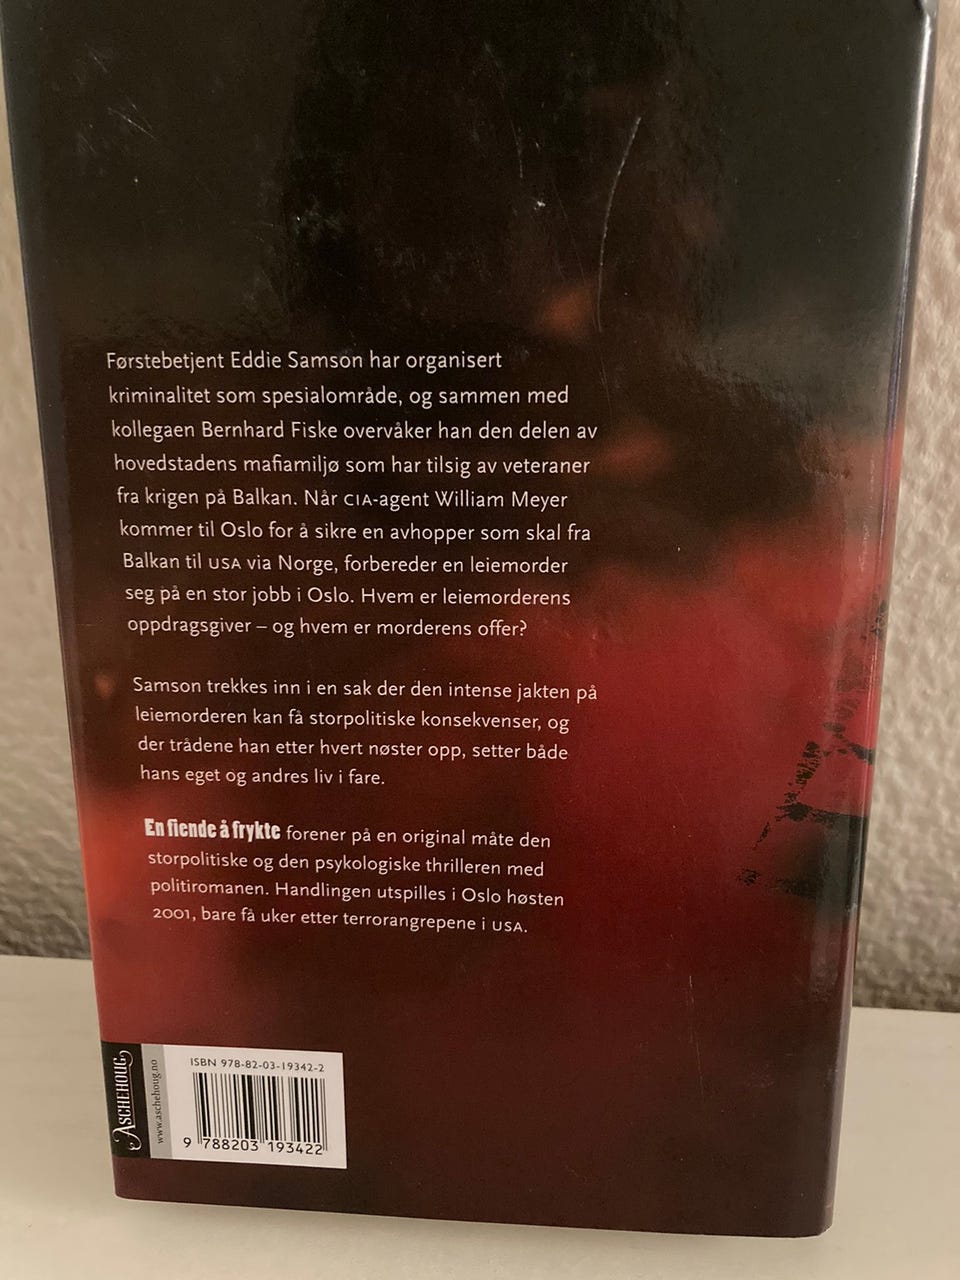 Førstebetjent Eddie Samson har organisert
kriminalitet som spesialområde, og sammen med
kollegaen Bernhard Fiske overvåker han den delen av
hovedstadens mafiamiljø som har tilsig av veteraner
fra krigen på Balkan. Når CIA-agent William Meyer
kommer til Oslo for å sikre en avhopper som skal fra
Balkan til USA via Norge, forbereder en leiemorder
seg på en stor jobb i Oslo. Hvem er leiemorderens
oppdragsgiver – og hvem er morderens offer?
Samson trekkes inn i en sak der den intense jakten på
leiemorderen kan få storpolitiske konsekvenser, og
der trådene han etter hvert nøster opp, setter både
hans eget og andres liv i fare.
En fiende å frykte forener på en original måte den
storpolitiske og den psykologiske thrilleren med
politiromanen. Handlingen utspilles i Oslo høsten
2001, bare få uker etter terrorangrepene i USA.
ASCHEHOUG
www.aschehoug.no
ISBN 978-82-03-19342-2
9 788203 193422